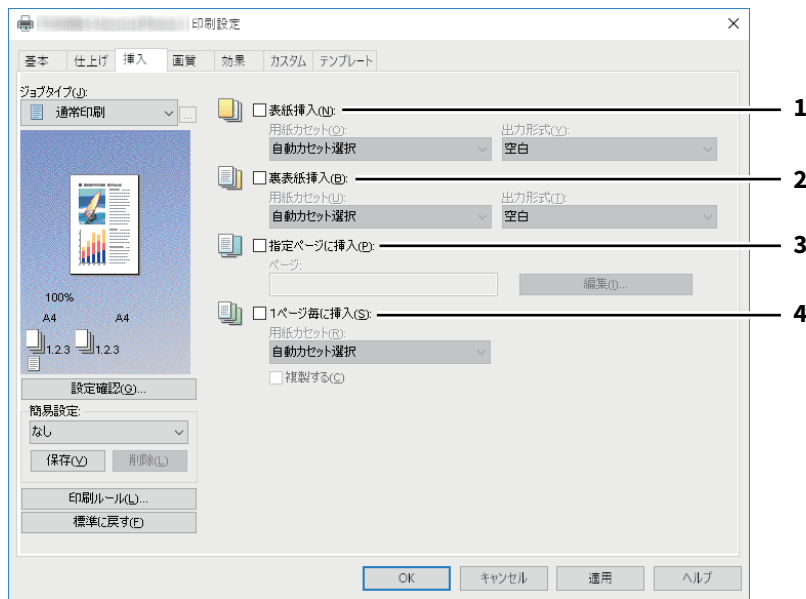 印刷設定
基本 仕上げ 挿入 画質 効果 カスタム テンプレート
ジョブタイプ(J):
通常印刷 ...
100%
A4 A4
1.2.3 1.2.3
設定確認(G)...
簡易設定:
なし
保存(V) 削除(L)
印刷ルール(L)...
標準に戻す(F)
表紙挿入(N): 1
用紙カセット(O): 出力形式(Y):
自動カセット選択 空白
裏表紙挿入(B): 2
用紙カセット(U): 出力形式(T):
自動カセット選択 空白
指定ページに挿入(P): 3
ページ:
編集(I)...
1ページ毎に挿入(S): 4
用紙カセット(R):
自動カセット選択
複製する(C)
OK キャンセル 適用 ヘルプ